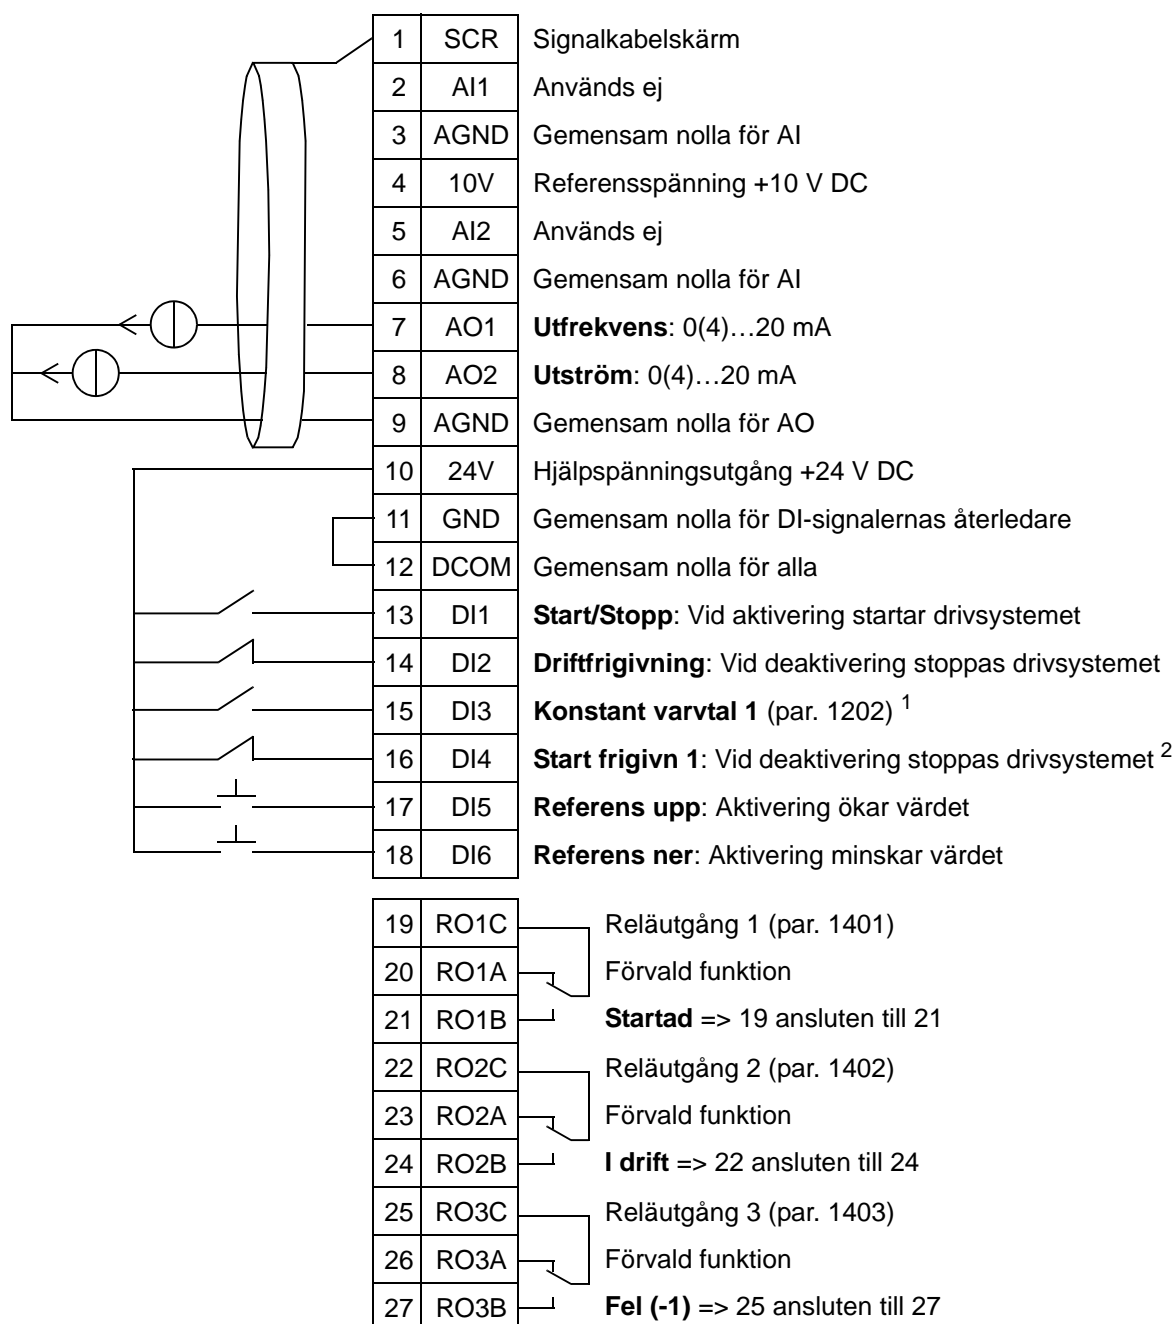 1 SCR Signalkabelskärm
2 AI1 Används ej
3 AGND Gemensam nolla för AI
4 10V Referensspänning +10 V DC
5 AI2 Används ej
6 AGND Gemensam nolla för AI
7 AO1 Utfrekvens: 0(4)…20 mA
8 AO2 Utström: 0(4)…20 mA
9 AGND Gemensam nolla för AO
10 24V Hjälpspänningsutgång +24 V DC
11 GND Gemensam nolla för DI-signalernas återledare
12 DCOM Gemensam nolla för alla
13 DI1 Start/Stopp: Vid aktivering startar drivsystemet
14 DI2 Driftfrigivning: Vid deaktivering stoppas drivsystemet
15 DI3 Konstant varvtal 1 (par. 1202) 1
16 DI4 Start frigivn 1: Vid deaktivering stoppas drivsystemet 2
17 DI5 Referens upp: Aktivering ökar värdet
18 DI6 Referens ner: Aktivering minskar värdet
19 RO1C Reläutgång 1 (par. 1401)
20 RO1A Förvald funktion
21 RO1B Startad => 19 ansluten till 21
22 RO2C Reläutgång 2 (par. 1402)
23 RO2A Förvald funktion
24 RO2B I drift => 22 ansluten till 24
25 RO3C Reläutgång 3 (par. 1403)
26 RO3A Förvald funktion
27 RO3B Fel (-1) => 25 ansluten till 27